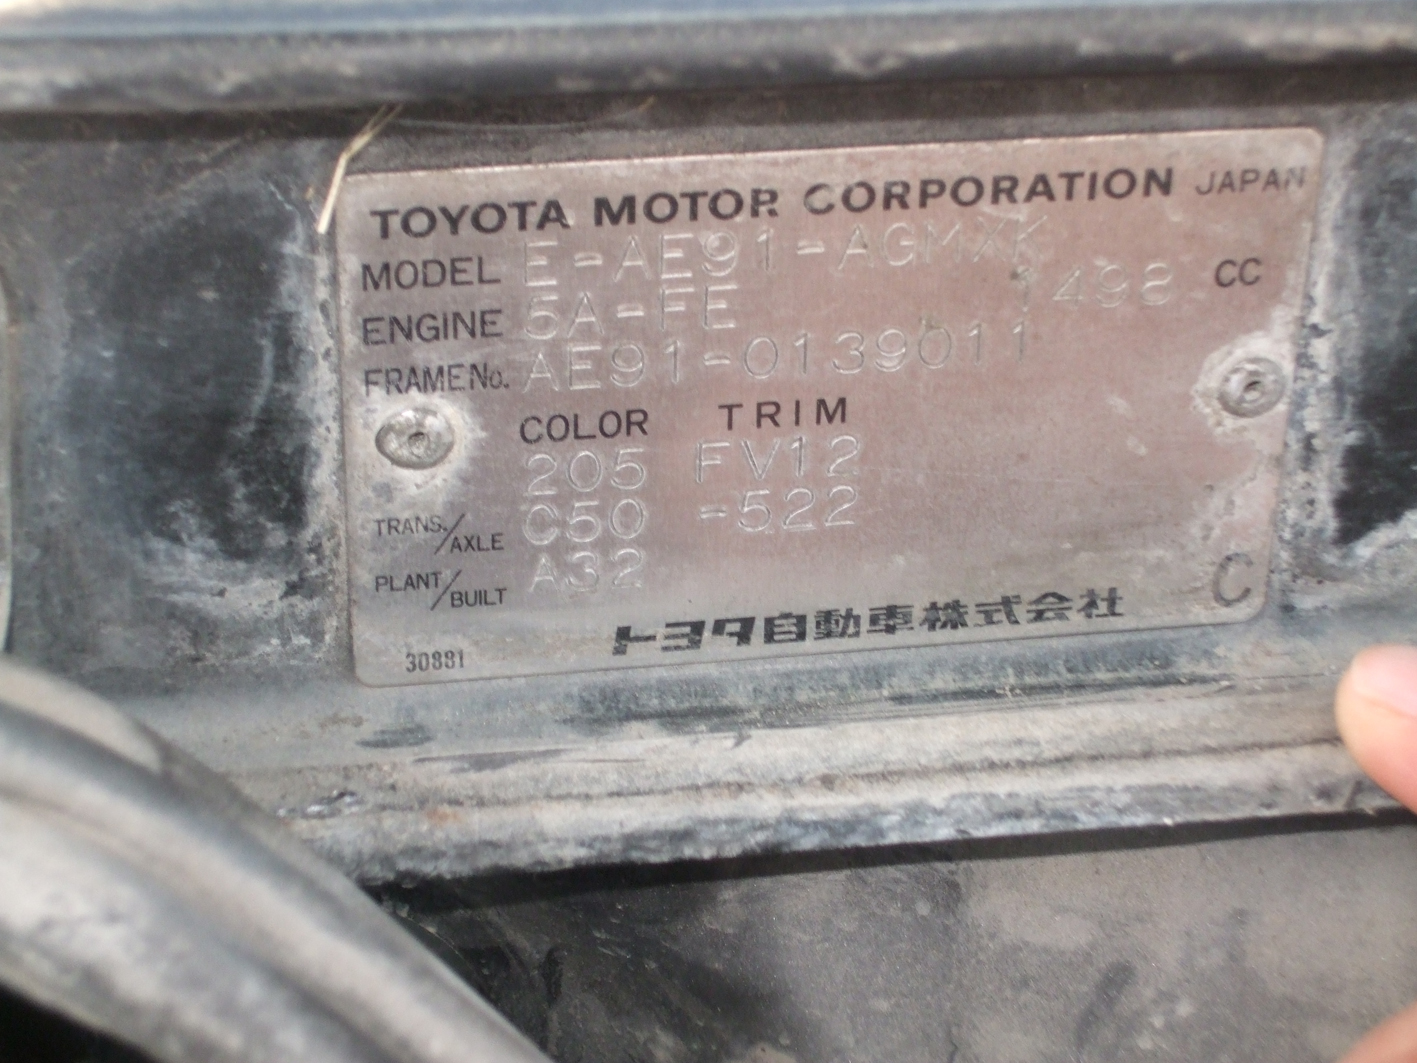 TOYOTA MOTOR CORPORATION JAPAN
MODEL E-AE91-AGMXK
ENGINE 5A-FE 1498 CC
FRAME No. AE91-0139011
COLOR TRIM
205 FV12
TRANS./AXLE C50 -522
PLANT/BUILT A32
C
トヨタ自動車株式会社
30881